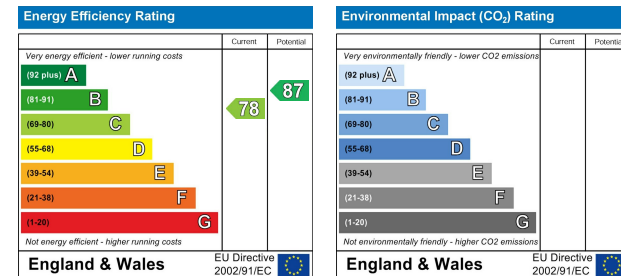 Energy Efficiency Rating
Current Potential
Very energy efficient - lower running costs
(92 plus) A
(81-91) B
(69-80) C
(55-68) D
(39-54) E
(21-38) F
(1-20) G
78
87
Not energy efficient - higher running costs
England & Wales
EU Directive
2002/91/EC
Environmental Impact (CO₂) Rating
Current Potentia
Very environmentally friendly - lower CO2 emissions
(92 plus) A
(81-91) B
(69-80) C
(55-68) D
(39-54) E
(21-38) F
(1-20) G
Not environmentally friendly - higher CO2 emissions
England & Wales
EU Directive
2002/91/EC